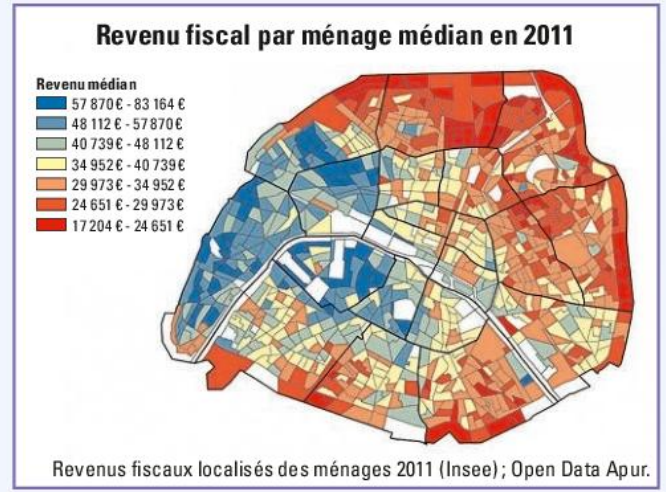 Revenu fiscal par ménage médian en 2011
Revenu médian
57 870 € - 83 164 €
48 112 € - 57870 €
40 739 € - 48 112 €
34 952 € - 40 739 €
29 973 € - 34 952 €
24 651 € - 29 973 €
17 204 € - 24 651 €
Revenus fiscaux localisés des ménages 2011 (Insee) ; Open Data Apur.